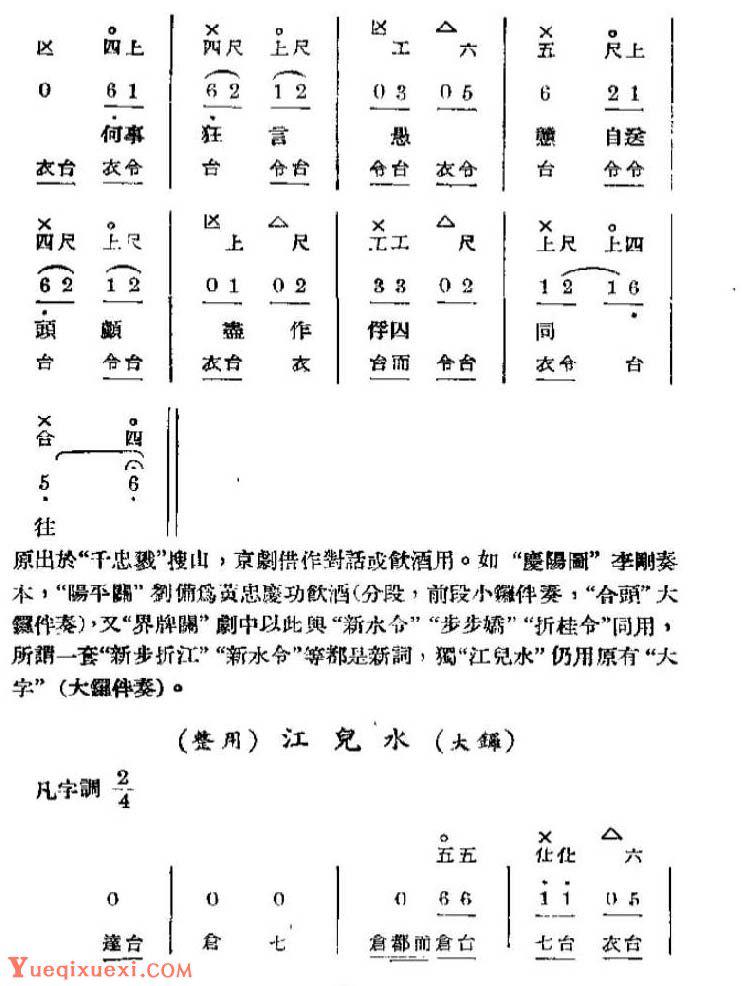 凶 四上 四尺 上尺 凶 工 六 五 尺上
0 6 1 6 2 1 2 0 3 0 5 6 2 1
何事 狂 言 愚 戇 自送
衣台 衣令 台 令台 令台 衣令 台 令令
四尺 上尺 凶 上 尺 工工 尺 上尺 上四
6 2 1 2 0 1 0 2 3 3 0 2 1 2 1 6
頭 顱 盡 作 俘囚 同
台 令台 衣台 衣 台而 令台 衣令 台
合 四
5 6
往
原出於“千忠戮”搜山,京劇借作對話或飲酒用。如“慶陽圖”李剛奏
本,“陽平關”劉備爲黃忠慶功飲酒(分段,前段小鑼伴奏,“合頭”大
鑼伴奏),又“界牌關”劇中以此與“新水令”“步步嬌”“折桂令”同用,
所謂一套“新步折江”“新水令”等都是新詞,獨“江兒水”仍用原有“大
字”(大鑼伴奏)。
(整用) 江兒水 (大鑼)
凡字調 2/4
五五 仩仩 六
0 0 0 0 6 6 1 1 0 5
達台 倉 七 倉都而倉台 七台 衣台
Yueqixuexi.com